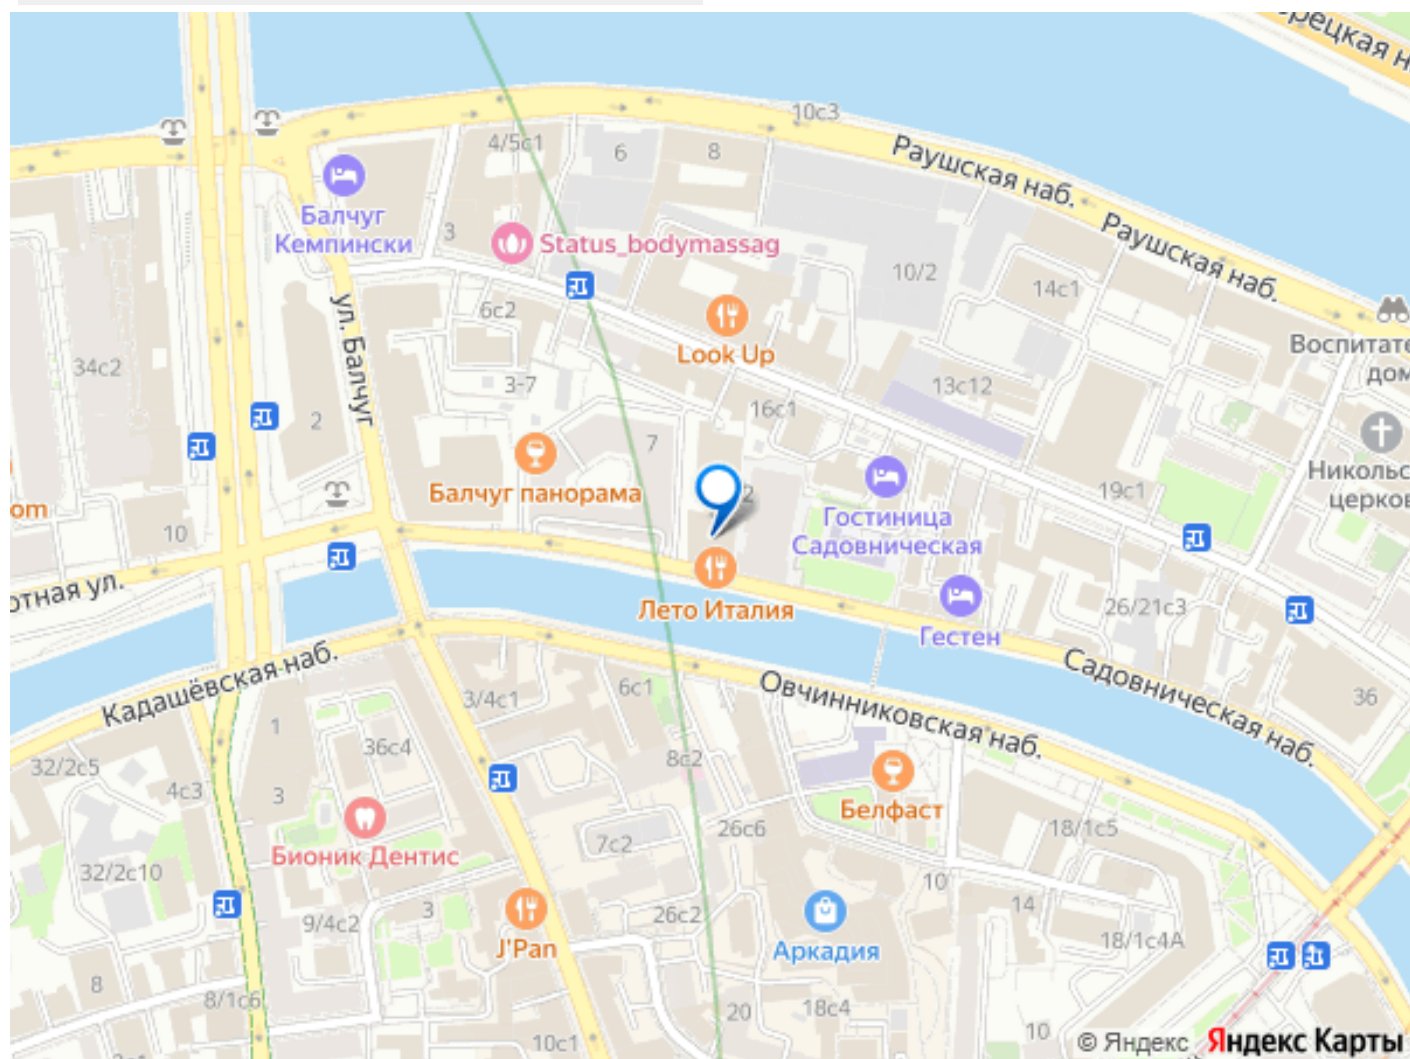 рецкая н
10с3
4/5с1
6
8
Раушская наб.
Балчуг
Кемпински
3
Status_bodymassag
Раушская наб.
10/2
14с1
6с2
Look Up
Воспитате
дом
ул. Балчуг
34с2
3-7
13с12
16с1
2
7
Балчуг панорама
2
Никольс
церков
19с1
om
Гостиница
Садовническая
10
отная ул.
Лето Италия
26/21с3
Гестен
Садовническая наб.
Кадашёвская наб.
3/4с1
6с1
Овчинниковская наб.
36
1
36с4
32/2с5
8с2
4с3
3
Белфаст
Бионик Дентис
7с2
26с6
18/1с5
32/2с10
10
9/4с2
3
26с2
14
J'Pan
Аркадия
18/1с4А
8
8/1с6
20
18с4
10с1
10
© Яндекс Яндекс Карты